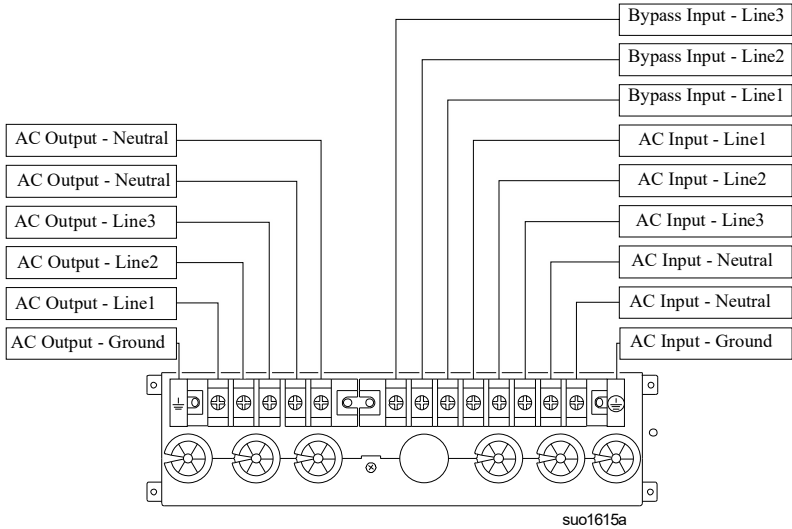 Bypass Input - Line3
Bypass Input - Line2
Bypass Input - Line1
AC Input - Line1
AC Input - Line2
AC Input - Line3
AC Input - Neutral
AC Input - Neutral
AC Input - Ground
AC Output - Neutral
AC Output - Neutral
AC Output - Line3
AC Output - Line2
AC Output - Line1
AC Output - Ground
suo1615a